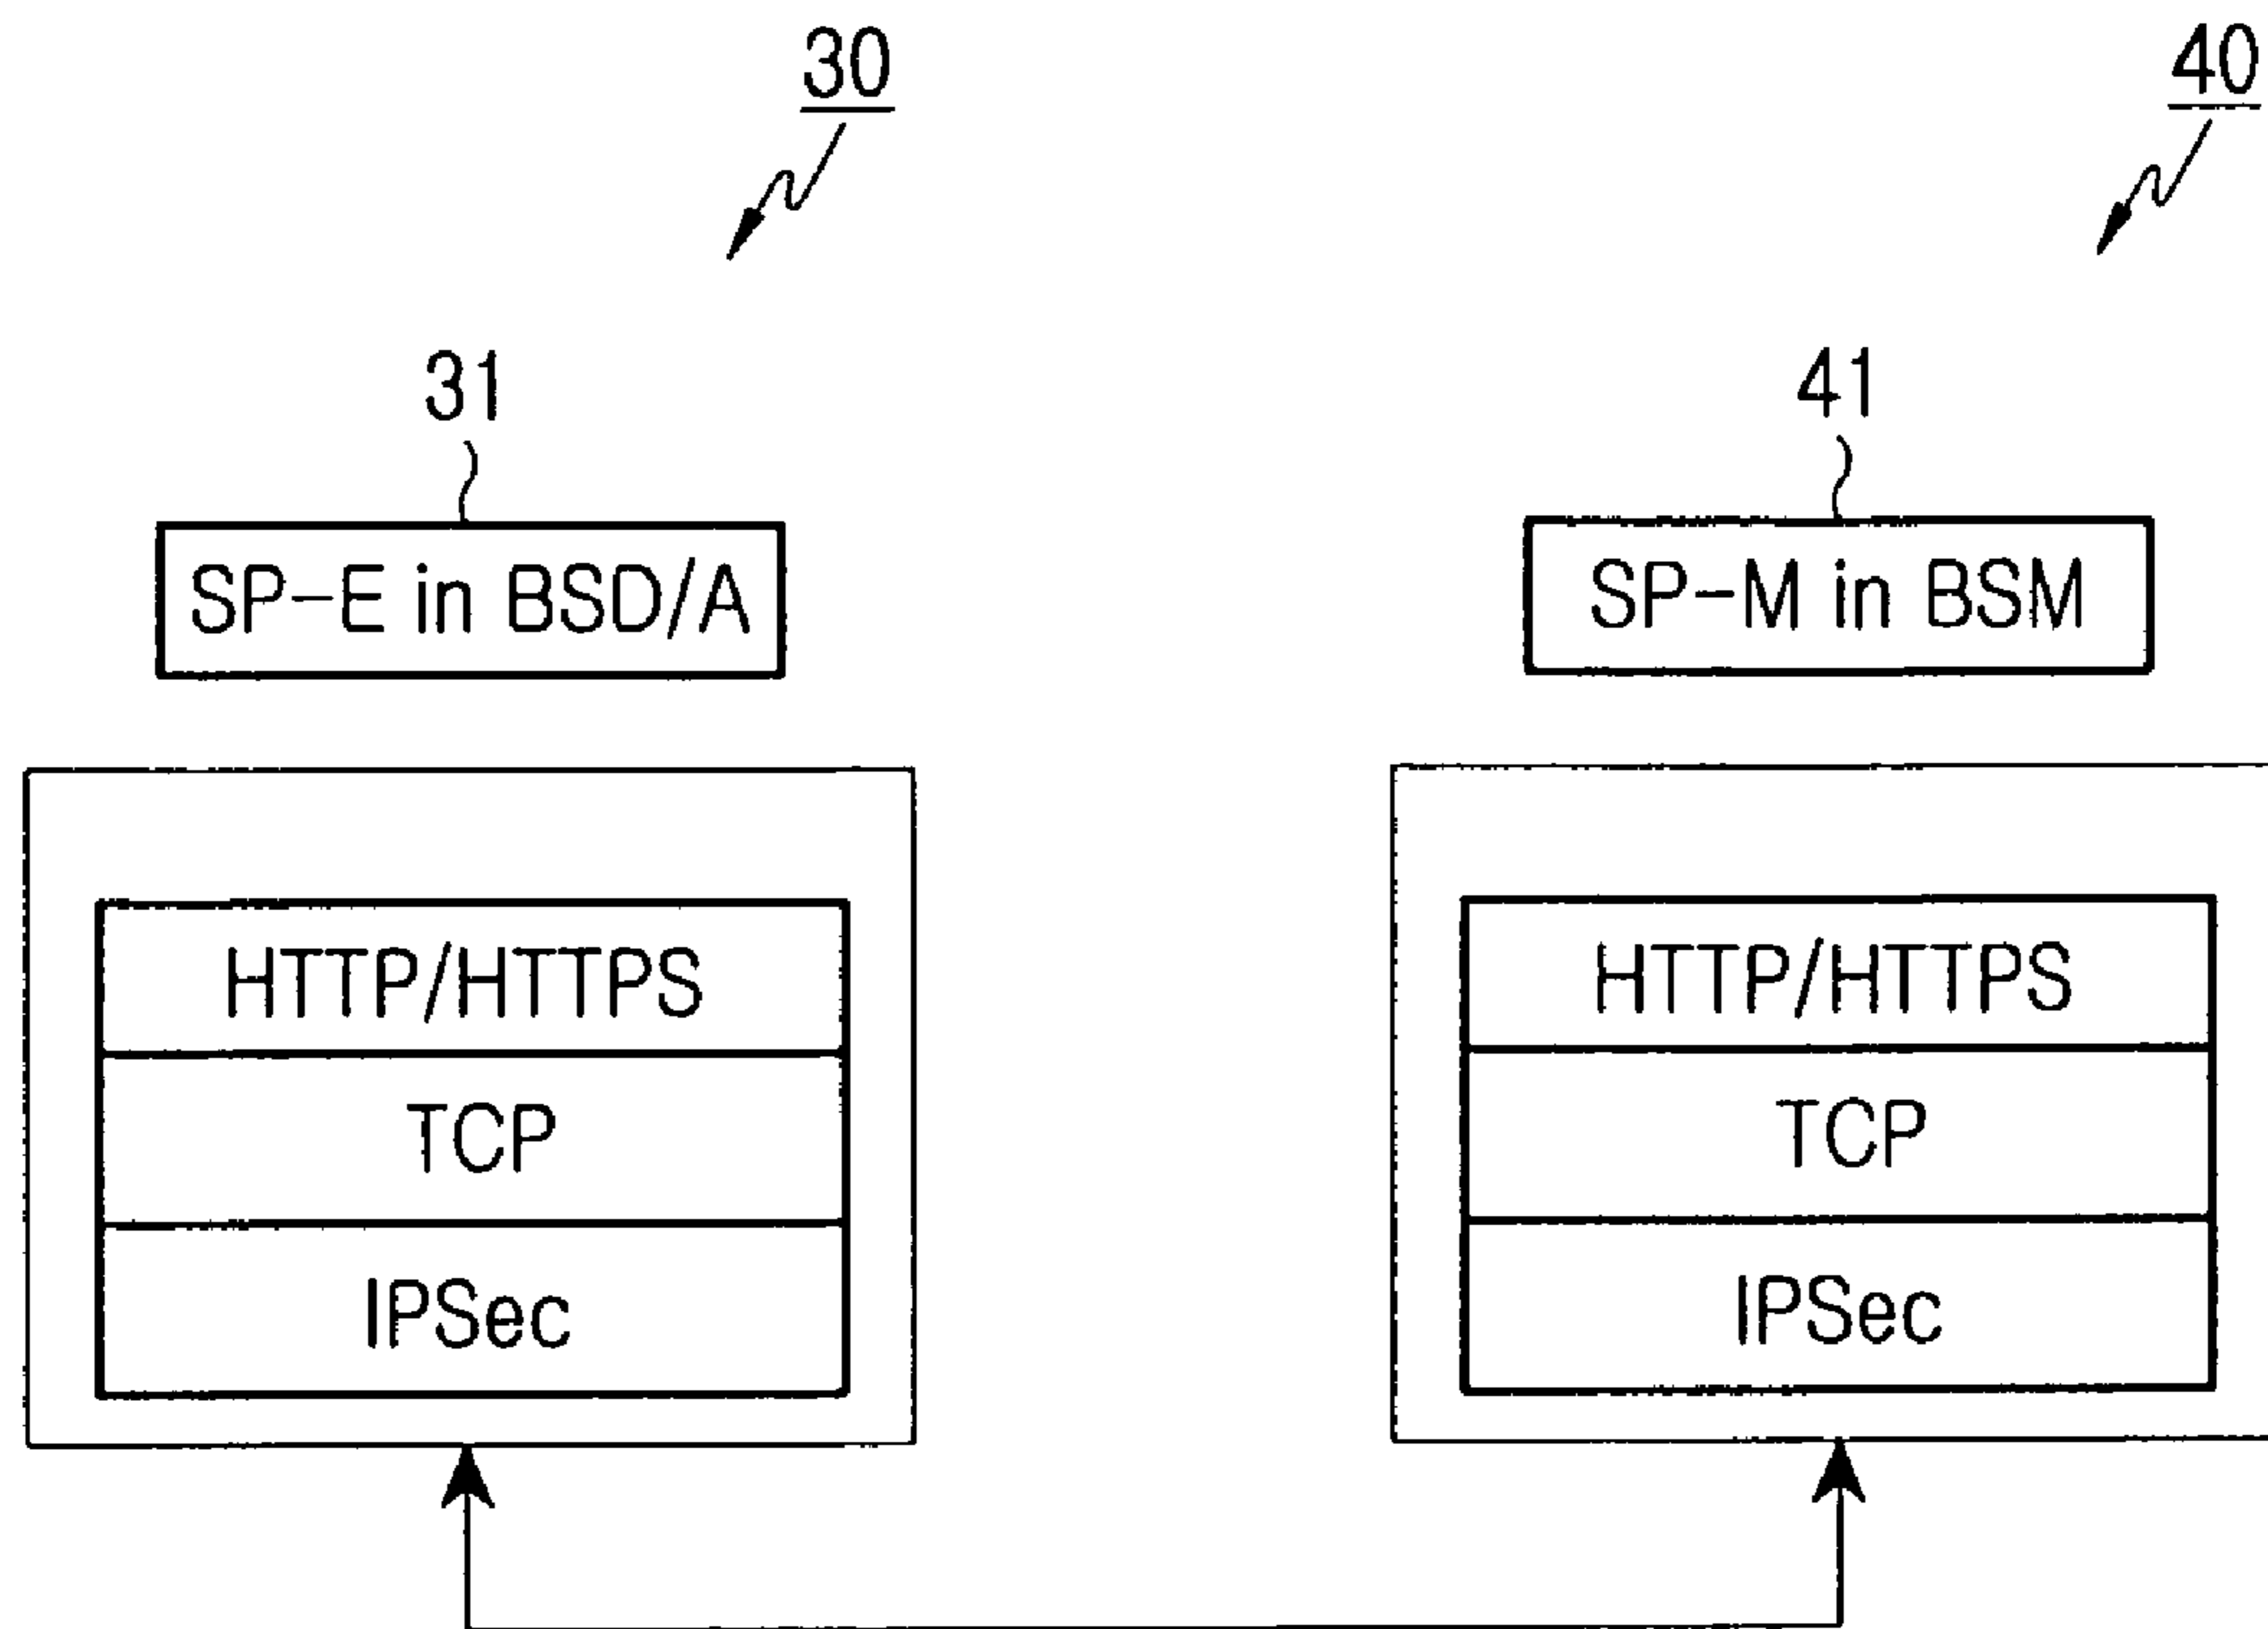 30
40
31
41
SP-E in BSD/A
SP-M in BSM
HTTP/HTTPS
HTTP/HTTPS
TCP
TCP
IPSec
IPSec